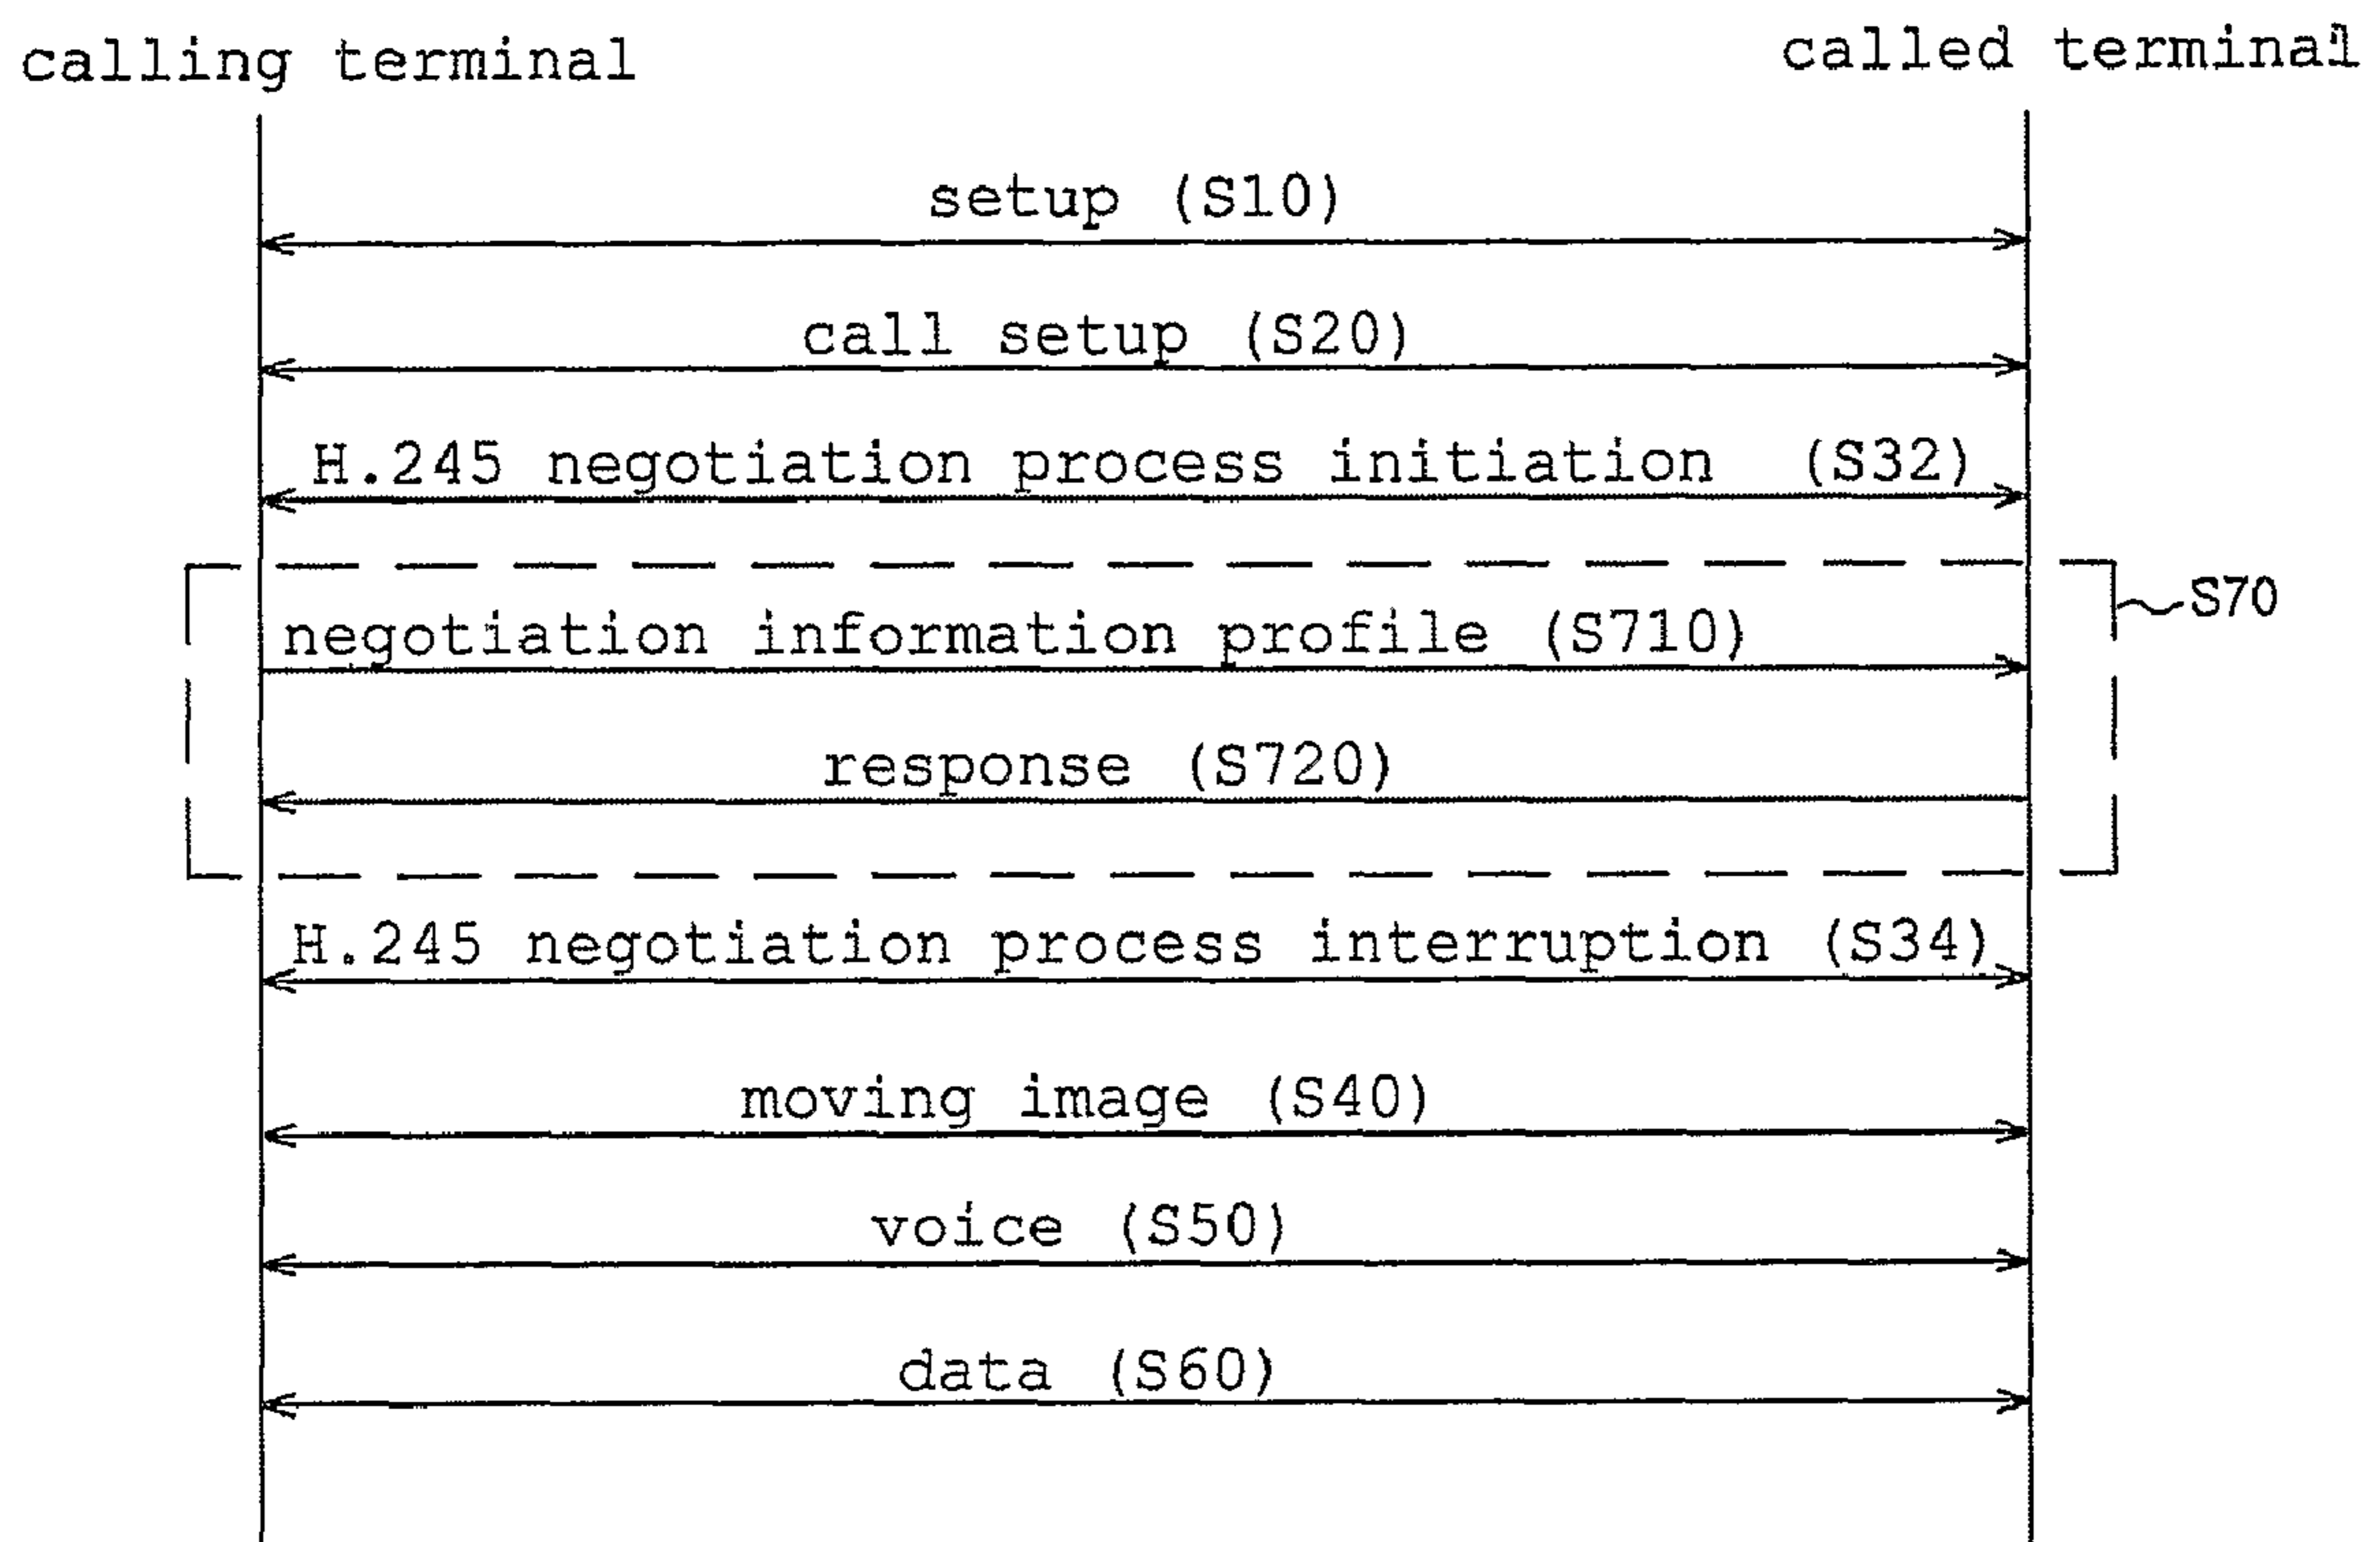 calling terminal
called terminal
setup (S10)
call setup (S20)
H.245 negotiation process initiation (S32)
S70
negotiation information profile (S710)
response (S720)
H.245 negotiation process interruption (S34)
moving image (S40)
voice (S50)
data (S60)